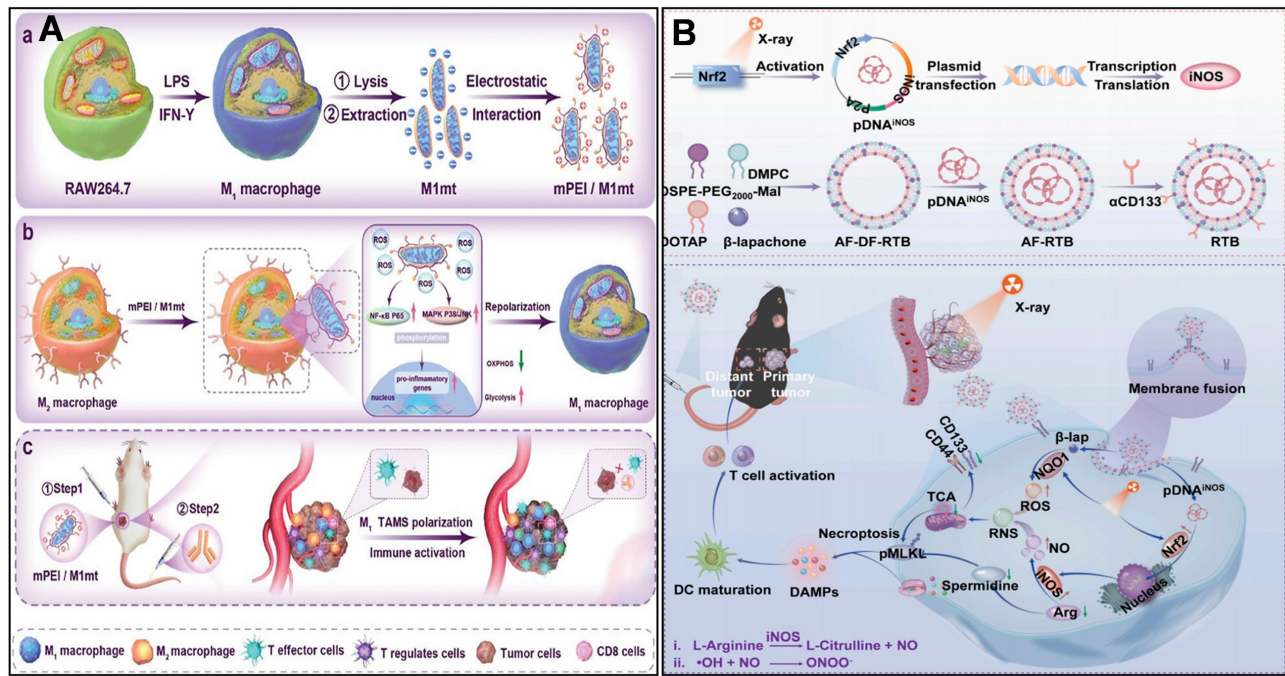 A
a
LPS
IFN-Y
① Lysis
② Extraction
Electrostatic
Interaction
RAW264.7
M1 macrophage
M1mt
mPEI / M1mt
b
mPEI / M1mt
ROS
ROS
ROS
ROS
ROS
NF-κB P65
MAPK P38/JNK
phosphorylation
pre-inflmamatory
genes
nucleus
Repolarization
OXPHOS
Glycolysis
M2 macrophage
M1 macrophage
c
①Step1
②Step2
mPEI / M1mt
M1 TAMS polarization
Immune activation
M1 macrophage
M2 macrophage
T effector cells
T regulates cells
Tumor cells
CD8 cells
B
X-ray
Nrf2
Activation
Nrf2
iNOS
P2A
pDNAiNOS
Plasmid
transfection
Transcription
Translation
iNOS
DMPC
DSPE-PEG2000-Mal
DOTAP
β-lapachone
AF-DF-RTB
pDNAiNOS
AF-RTB
αCD133
RTB
X-ray
Distant
tumor
Primary
tumor
Membrane fusion
T cell activation
CD133
CD44
β-lap
NQO1
pDNAiNOS
ROS
TCA
RNS
NO
Nrf2
Necroptosis
pMLKL
iNOS
Nucleus
DC maturation
DAMPs
Spermidine
Arg
i. L-Arginine iNOS→ L-Citrulline + NO
ii. •OH + NO → ONOO-